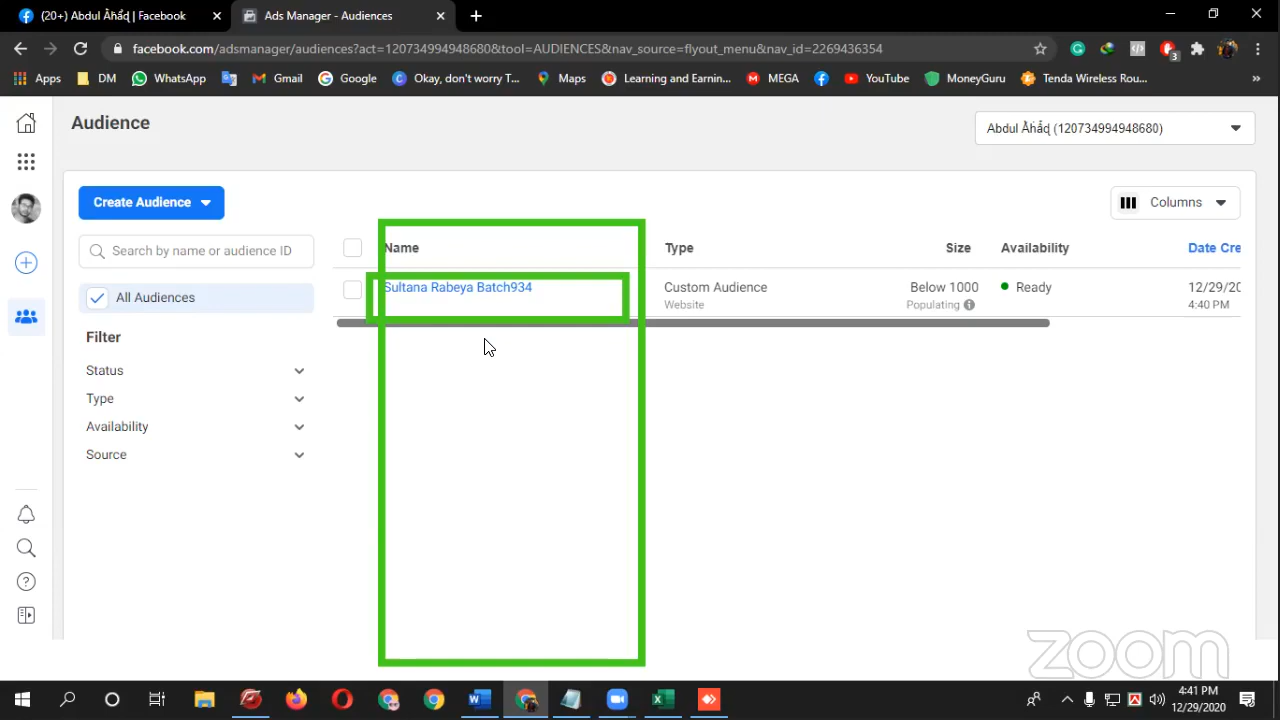 (20+) Abdul Åhåd | Facebook
Ads Manager - Audiences
facebook.com/adsmanager/audiences?act=120734994948680&tool=AUDIENCES&nav_source=flyout_menu&nav_id=2269436354
3
Apps
DM
WhatsApp
Gmail
Google
Okay, don't worry T...
Maps
Learning and Earnin...
MEGA
YouTube
MoneyGuru
Tenda Wireless Rou...
»
Audience
(120734994948680)
Create Audience
Columns
Search by name or audience ID
All Audiences
Filter
Status
Type
Availability
Source
Name
Type
Size
Availability
Date Cre
Sultana Rabeya Batch934
Custom Audience
Website
Below 1000
Populating
Ready
12/29/20
4:40 PM
zoom
4:41 PM
12/29/2020